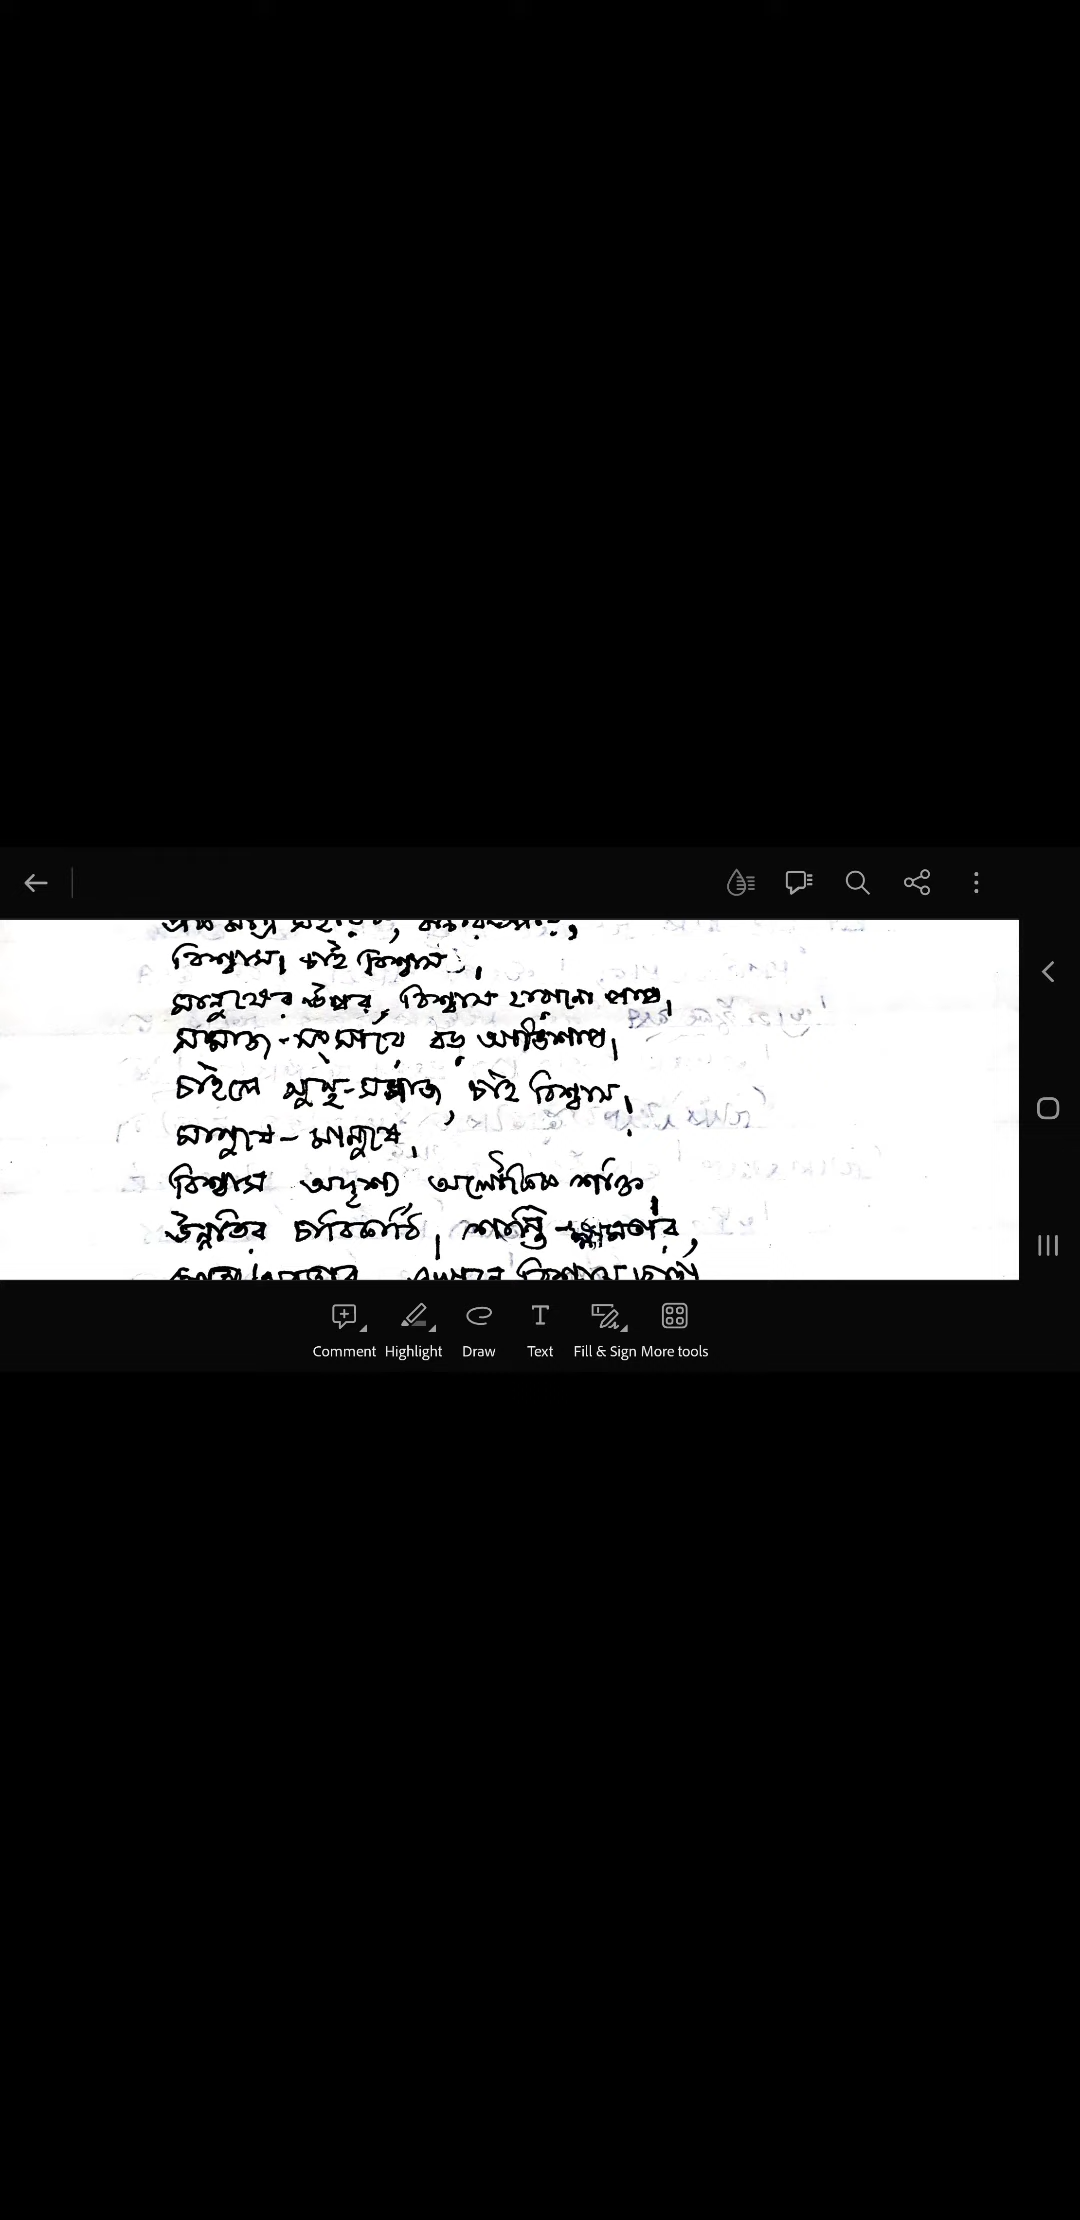 বিশ্বাস। চাই বিশ্বাস।
মানুষের উপর, বিশ্বাস হারানো পাপ।
সমাজ-সংসারে বড় অভিশাপ।
চাইলে সুস্থ-সমাজ, চাই বিশ্বাস।
মানুষে-মানুষে।
বিশ্বাস অদৃশ্য, অলৌকিক শক্তি।
উন্নতির চাবিকাঠি। শান্তি-ক্ষমতার,
বিশ্বাস ছাড়া
Comment Highlight Draw Text Fill & Sign More tools